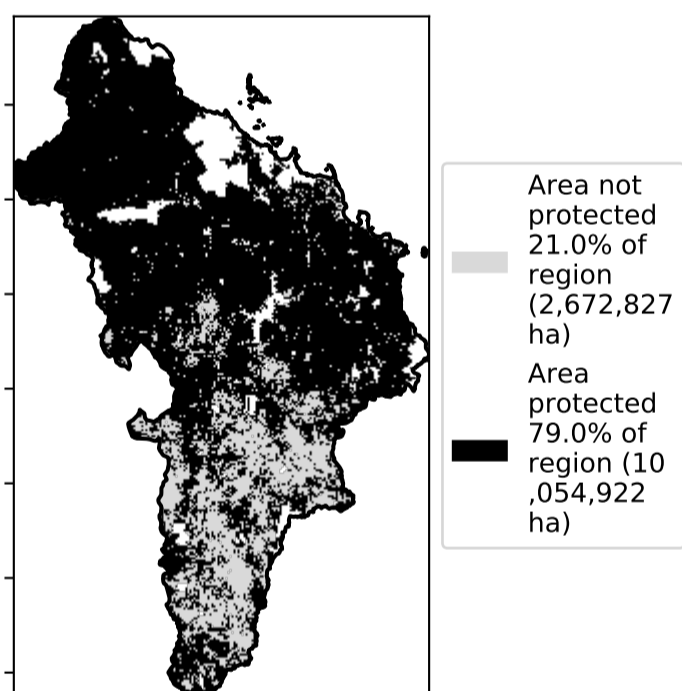 Area not
protected
21.0% of
region
(2,672,827
ha)
Area
protected
79.0% of
region (10
,054,922
ha)